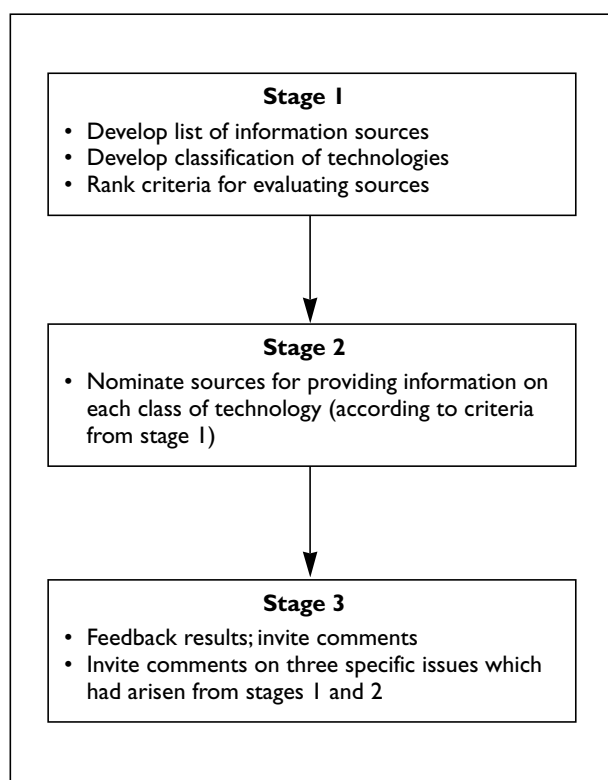 Stage 1
• Develop list of information sources
• Develop classification of technologies
• Rank criteria for evaluating sources
Stage 2
• Nominate sources for providing information on
each class of technology (according to criteria
from stage 1)
Stage 3
• Feedback results; invite comments
• Invite comments on three specific issues which
had arisen from stages 1 and 2